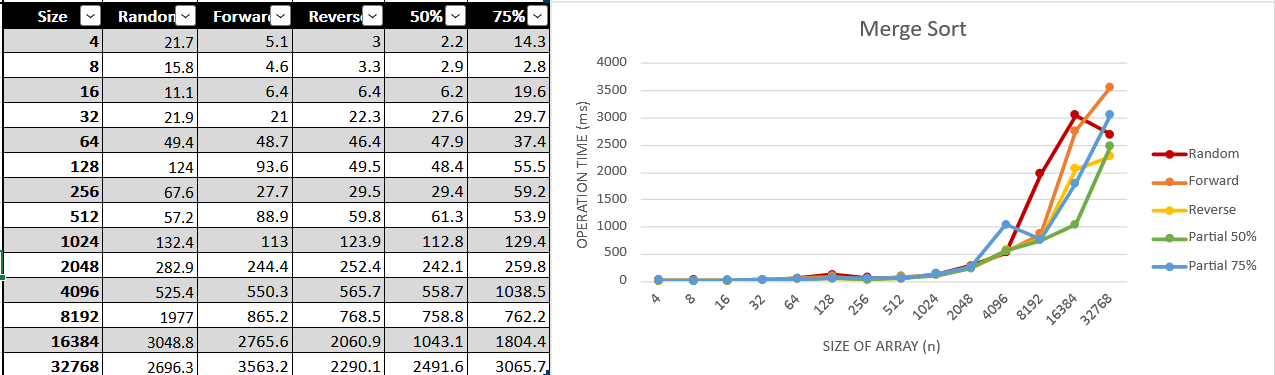 Size Random Forward Revers 50% 75%
4 21.7 5.1 3 2.2 14.3
8 15.8 4.6 3.3 2.9 2.8
16 11.1 6.4 6.4 6.2 19.6
32 21.9 21 22.3 27.6 29.7
64 49.4 48.7 46.4 47.9 37.4
128 124 93.6 49.5 48.4 55.5
256 67.6 27.7 29.5 29.4 59.2
512 57.2 88.9 59.8 61.3 53.9
1024 132.4 113 123.9 112.8 129.4
2048 282.9 244.4 252.4 242.1 259.8
4096 525.4 550.3 565.7 558.7 1038.5
8192 1977 865.2 768.5 758.8 762.2
16384 3048.8 2765.6 2060.9 1043.1 1804.4
32768 2696.3 3563.2 2290.1 2491.6 3065.7
Merge Sort
OPERATION TIME (ms)
4000
3500
3000
2500
2000
1500
1000
500
0
4 8 16 32 64 128 256 512 1024 2048 4096 8192 16384 32768
SIZE OF ARRAY (n)
Random
Forward
Reverse
Partial 50%
Partial 75%